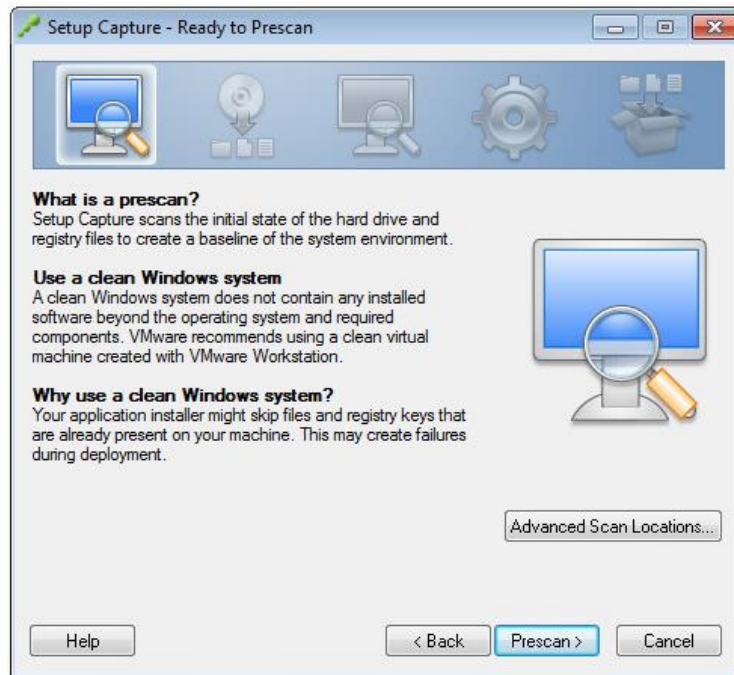 Setup Capture - Ready to Prescan
What is a prescan?
Setup Capture scans the initial state of the hard drive and
registry files to create a baseline of the system environment.
Use a clean Windows system
A clean Windows system does not contain any installed
software beyond the operating system and required
components. VMware recommends using a clean virtual
machine created with VMware Workstation.
Why use a clean Windows system?
Your application installer might skip files and registry keys that
are already present on your machine. This may create failures
during deployment.
Advanced Scan Locations...
Help
< Back
Prescan >
Cancel